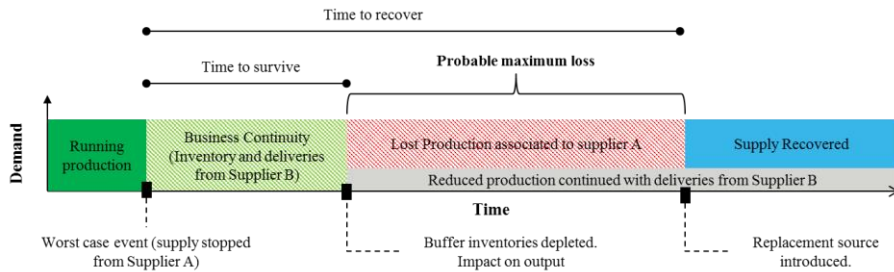 Time to recover
Time to survive
Probable maximum loss
Demand
Running
production
Business Continuity
(Inventory and deliveries
from Supplier B)
Lost Production associated to supplier A
Supply Recovered
Reduced production continued with deliveries from Supplier B
Time
Worst case event (supply stopped
from Supplier A)
Buffer inventories depleted.
Impact on output
Replacement source
introduced.